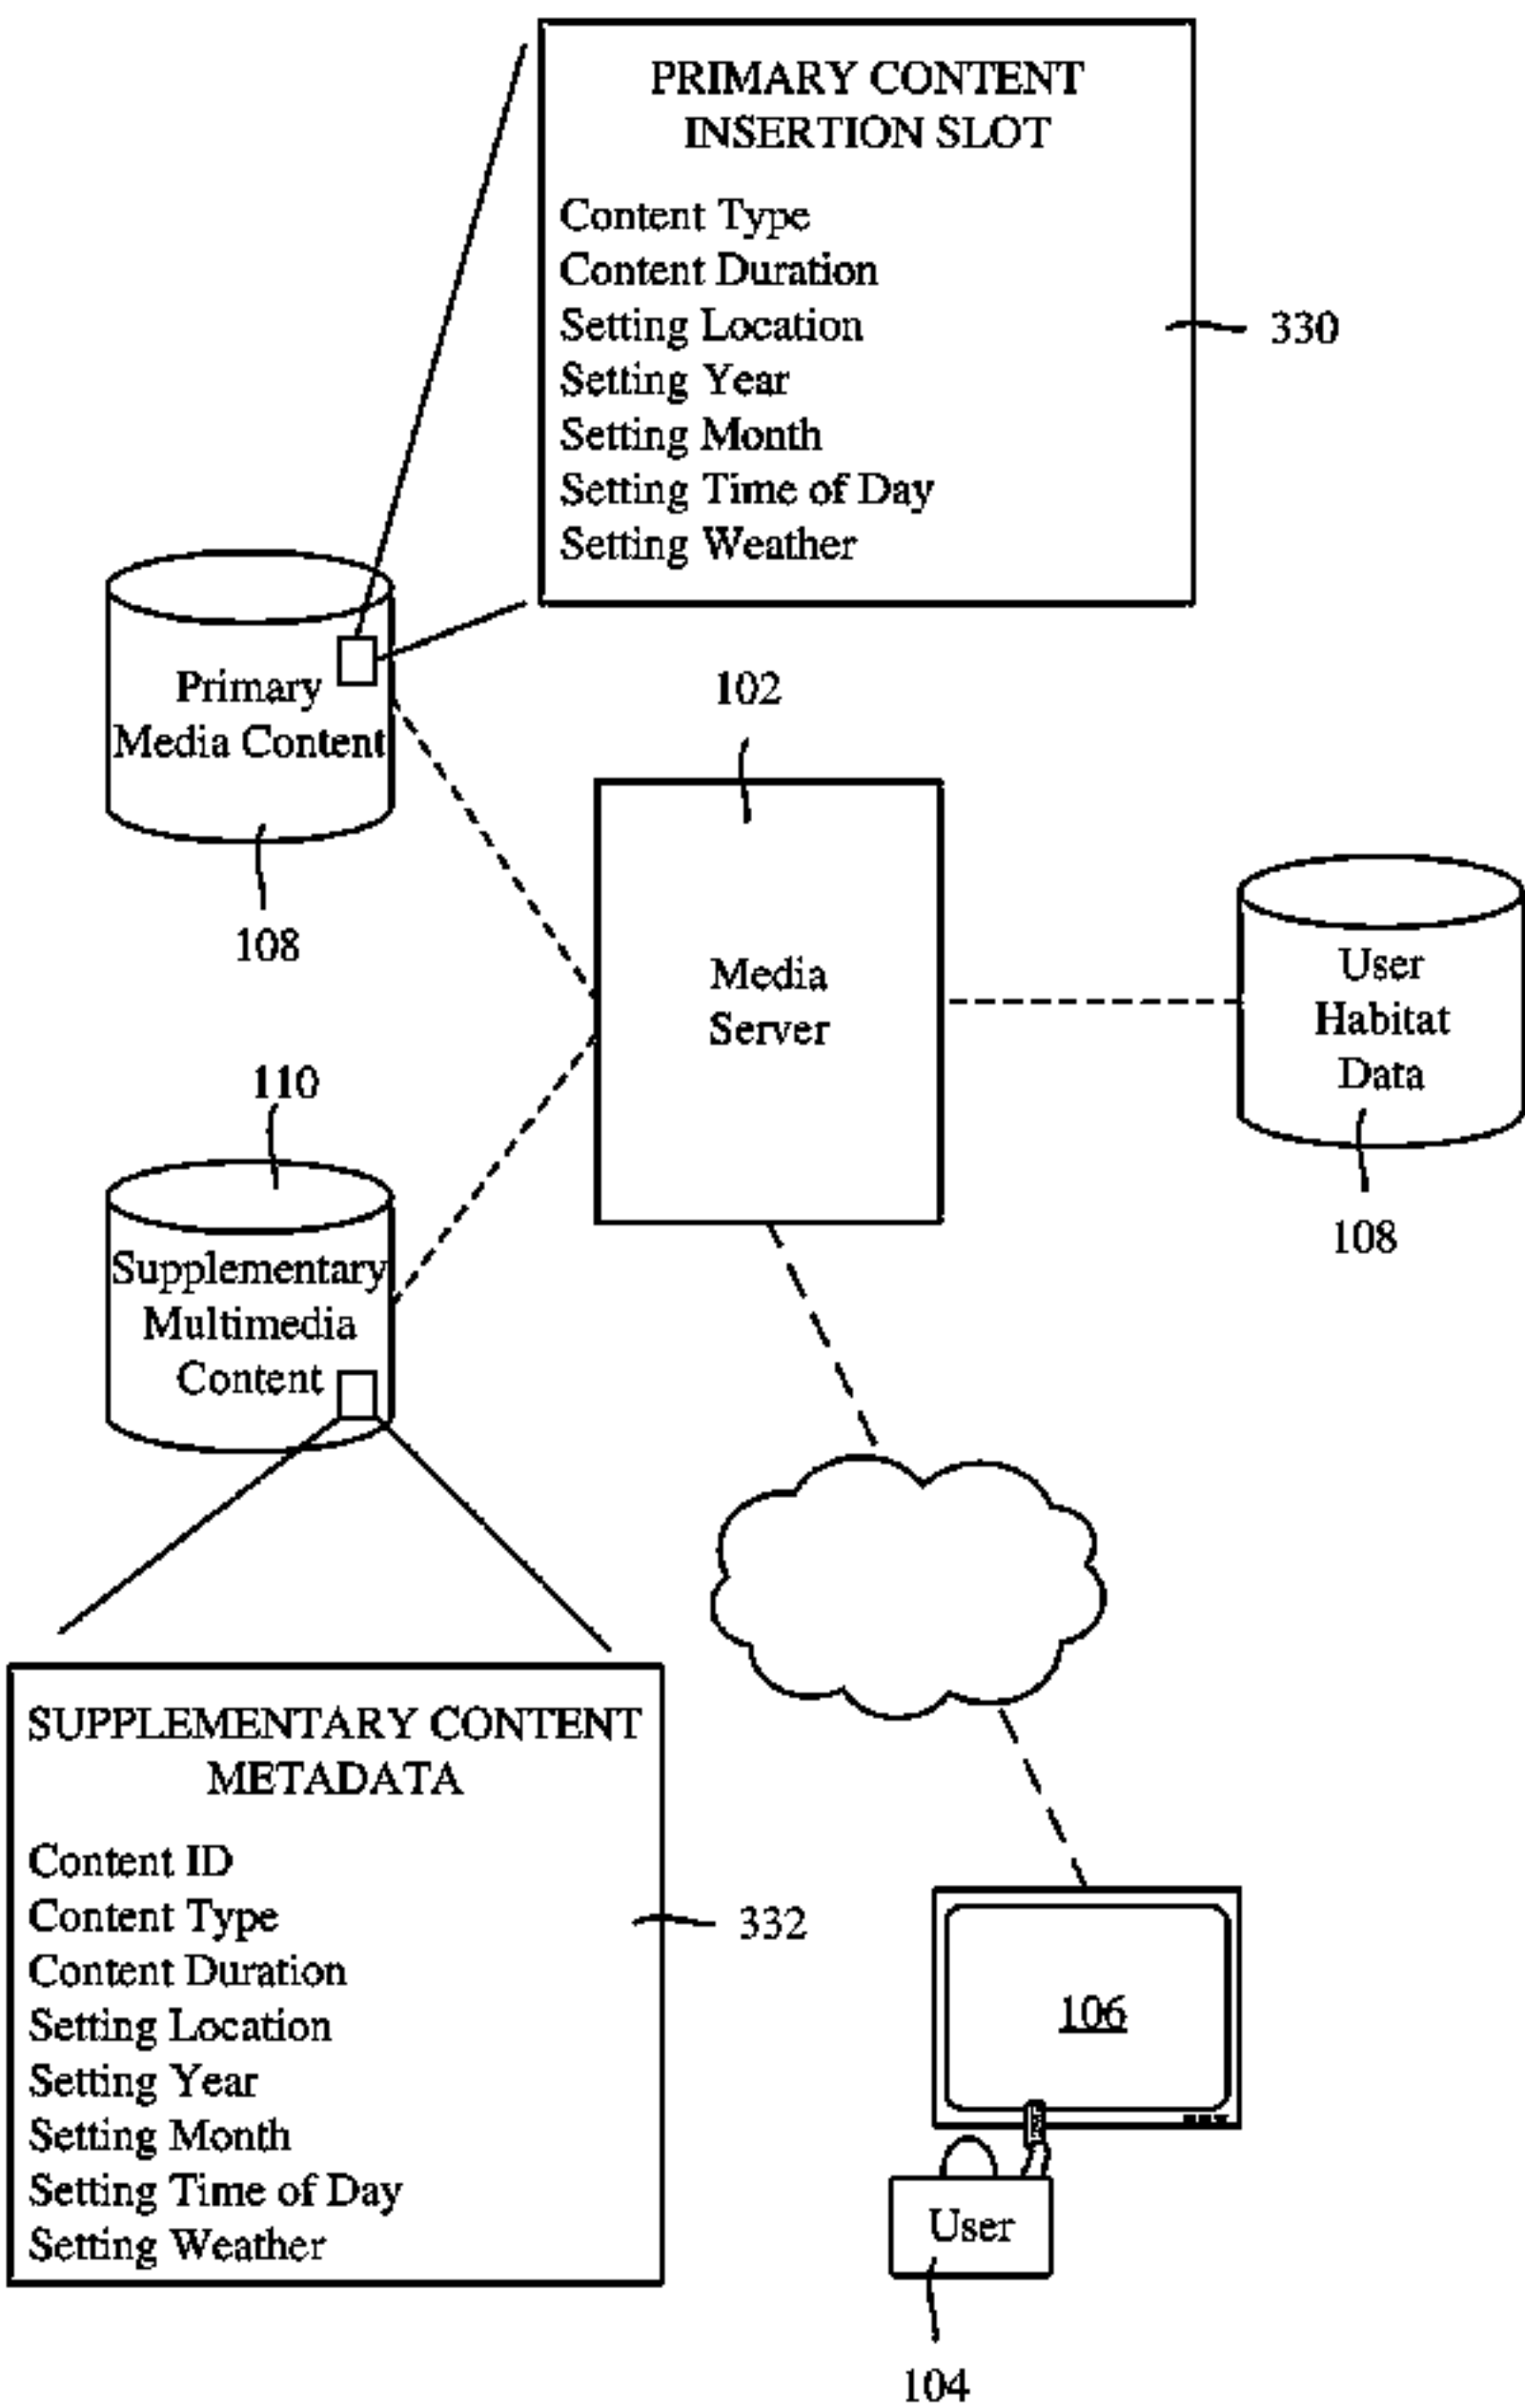 PRIMARY CONTENT
INSERTION SLOT
Content Type
Content Duration
Setting Location
Setting Year
Setting Month
Setting Time of Day
Setting Weather
330
Primary
Media Content
108
102
Media
Server
User
Habitat
Data
108
110
Supplementary
Multimedia
Content
SUPPLEMENTARY CONTENT
METADATA
Content ID
Content Type
Content Duration
Setting Location
Setting Year
Setting Month
Setting Time of Day
Setting Weather
332
106
User
104